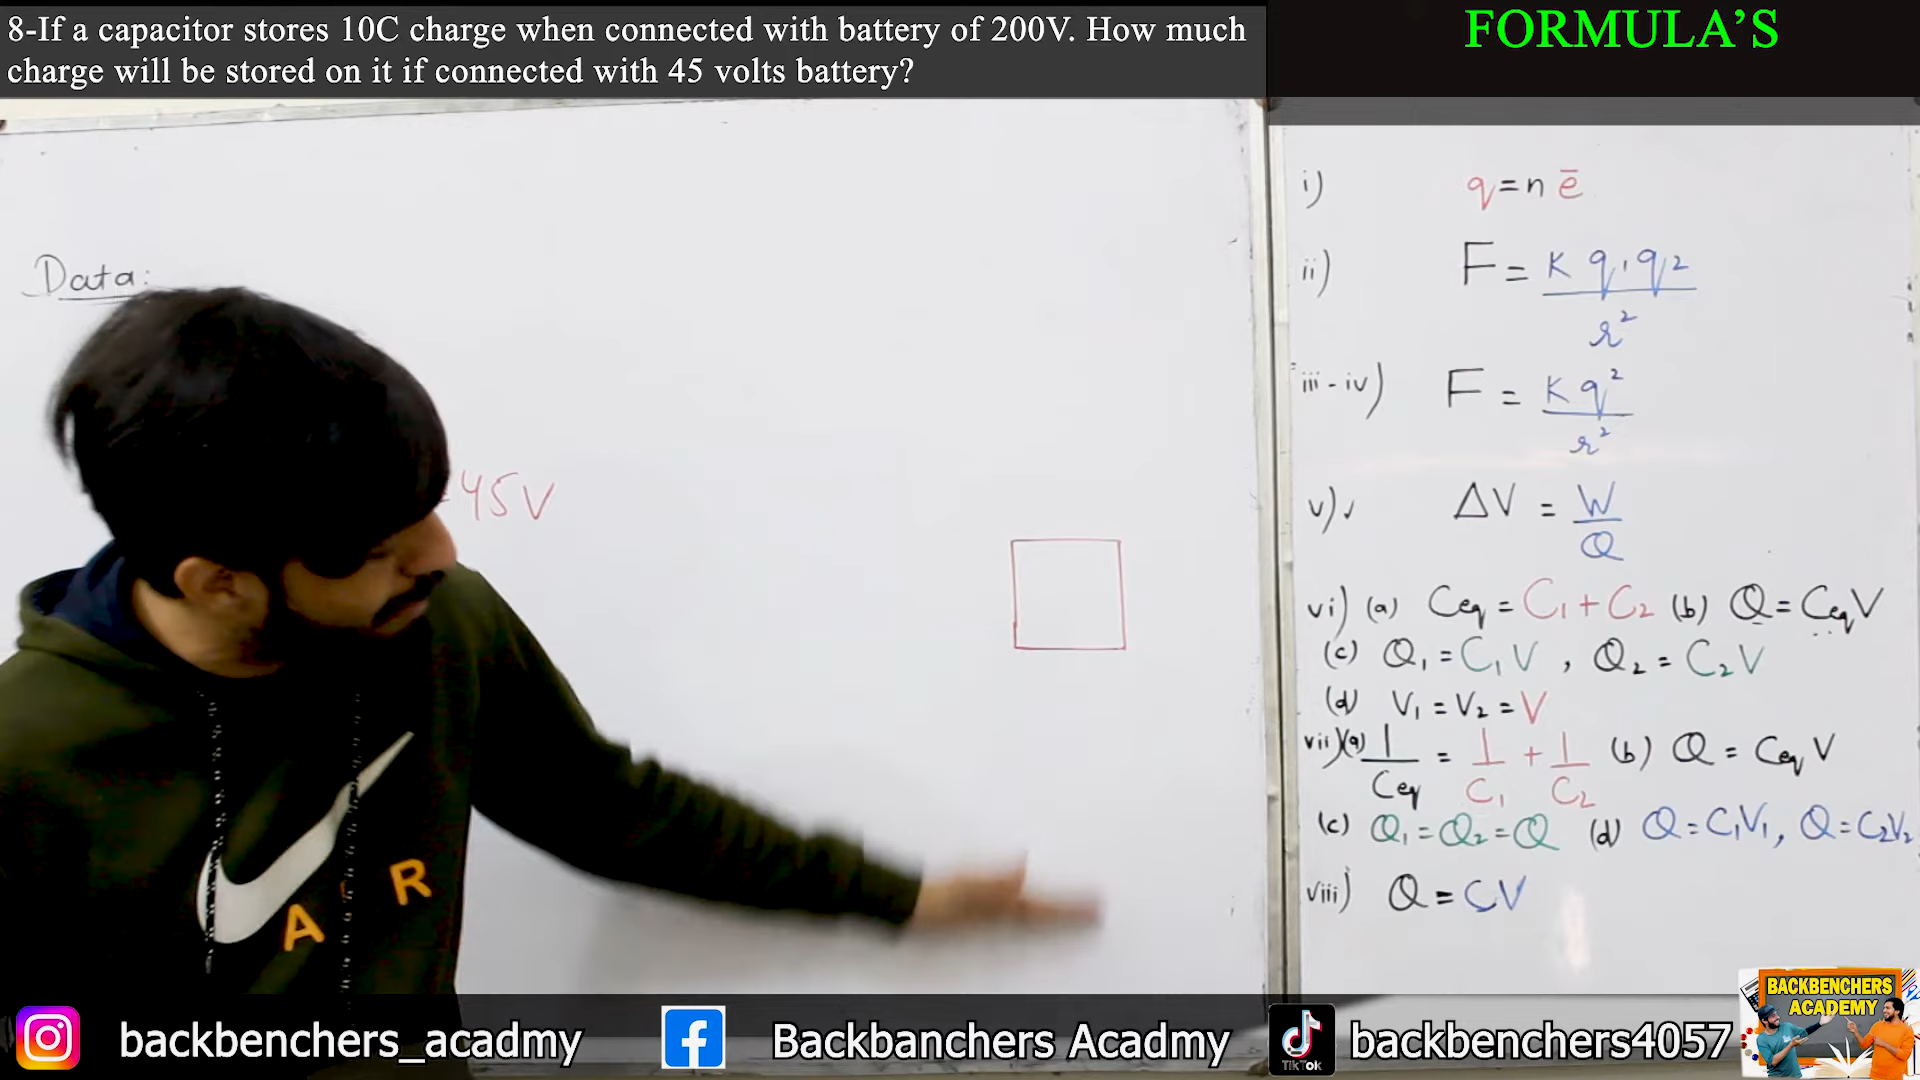 8-If a capacitor stores 10C charge when connected with battery of 200V. How much
charge will be stored on it if connected with 45 volts battery?
FORMULA'S
Data:
45V
i) q = n ē
ii) F = K q1 q2 / r²
iii - iv) F = K q² / r²
v) ✓ ΔV = W / Q
vi) (a) Ceq = C₁ + C₂ (b) Q = Ceq V
(c) Q₁ = C₁V , Q₂ = C₂V
(d) V₁ = V₂ = V
vii) (a) 1/Ceq = 1/C₁ + 1/C₂ (b) Q = Ceq V
(c) Q₁ = Q₂ = Q (d) Q = C₁V₁, Q = C₂V₂
viii) Q = CV
A R
BACKBENCHERS
ACADEMY
backbenchers_acadmy
Backbanchers Acadmy
TikTok
backbenchers4057